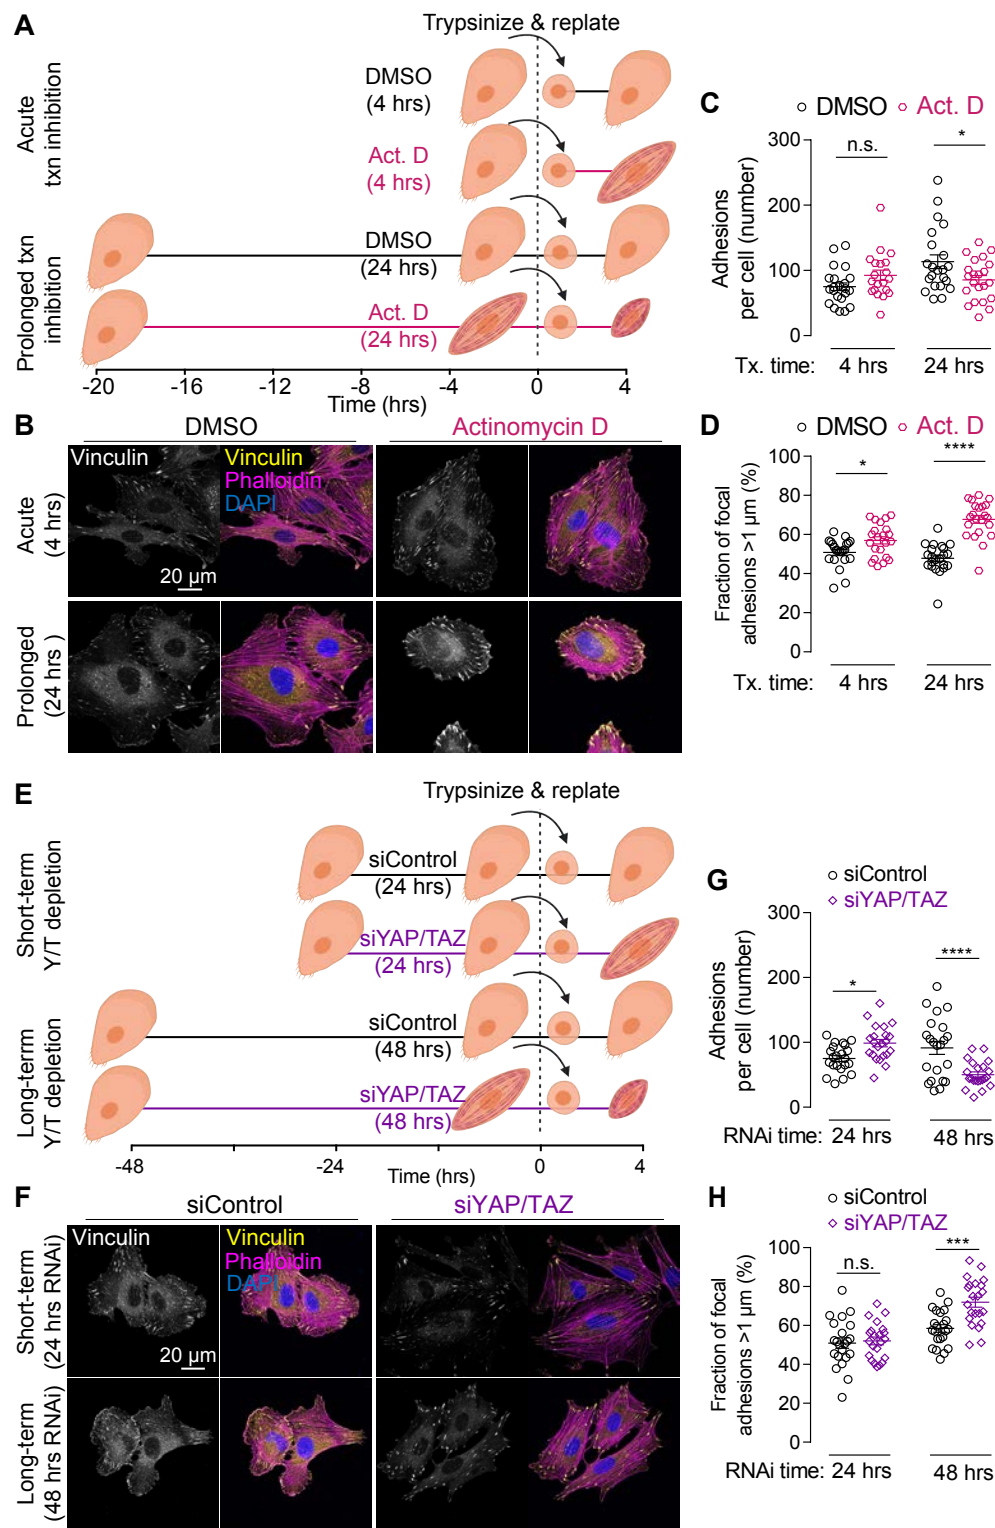 A
Trypsinize & replate
Acute
txn inhibition
DMSO
(4 hrs)
Act. D
(4 hrs)
Prolonged txn
inhibition
DMSO
(24 hrs)
Act. D
(24 hrs)
-20 -16 -12 -8 -4 0 4
Time (hrs)
B
DMSO
Actinomycin D
Acute
(4 hrs)
Vinculin
Vinculin
Phalloidin
DAPI
20 µm
Prolonged
(24 hrs )
C
DMSO Act. D
Adhesions
per cell (number)
300
200
100
0
n.s.
*
Tx. time: 4 hrs 24 hrs
D
DMSO Act. D
Fraction of focal
adhesions >1 µm (%)
100
80
60
40
20
0
*
****
Tx. time: 4 hrs 24 hrs
E
Trypsinize & replate
Short-term
Y/T depletion
siControl
(24 hrs)
siYAP/TAZ
(24 hrs)
Long-term
Y/T depletion
siControl
(48 hrs)
siYAP/TAZ
(48 hrs)
-48 -24 0 4
Time (hrs)
F
siControl
siYAP/TAZ
Short-term
(24 hrs RNAi)
Vinculin
Vinculin
Phalloidin
DAPI
20 µm
Long-term
(48 hrs RNAi)
G
siControl
siYAP/TAZ
Adhesions
per cell (number)
300
200
100
0
*
****
RNAi time: 24 hrs 48 hrs
H
siControl
siYAP/TAZ
Fraction of focal
adhesions >1 µm (%)
100
80
60
40
20
0
n.s.
***
RNAi time: 24 hrs 48 hrs